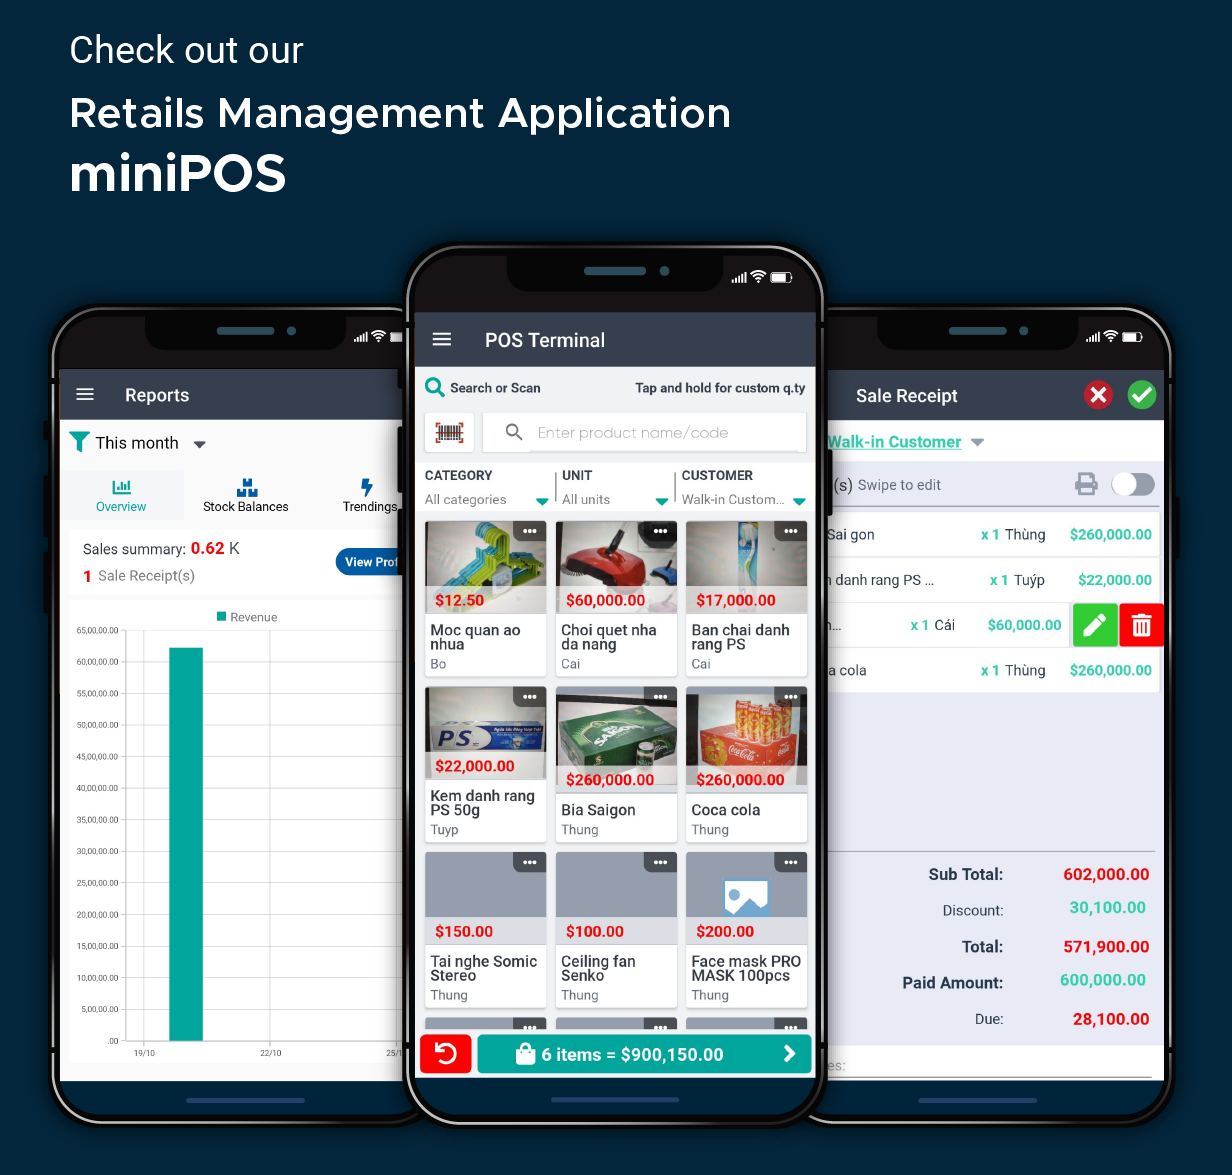 Check out our
Retails Management Application
miniPOS
Reports
This month
Overview
Stock Balances
Trendings
Sales summary: 0.62 K
View Prof
1 Sale Receipt(s)
Revenue
65,00,00.00
60,00,00.00
55,00,00.00
50,00,00.00
45,00,00.00
40,00,00.00
35,00,00.00
30,00,00.00
25,00,00.00
20,00,00.00
15,00,00.00
10,00,00.00
5,00,00.00
.00
19/10
22/10
25/1
POS Terminal
Search or Scan
Tap and hold for custom q.ty
Enter product name/code
CATEGORY
UNIT
CUSTOMER
All categories
All units
Walk-in Custom...
$12.50
$60,000.00
$17,000.00
Moc quan ao
nhua
Bo
Choi quet nha
da nang
Cai
Ban chai danh
rang PS
Cai
PS
$22,000.00
SAIGON
$260,000.00
Coca-Cola
$260,000.00
Kem danh rang
PS 50g
Tuyp
Bia Saigon
Thung
Coca cola
Thung
$150.00
$100.00
$200.00
Tai nghe Somic
Stereo
Thung
Ceiling fan
Senko
Thung
Face mask PRO
MASK 100pcs
Thung
6 items = $900,150.00
Sale Receipt
Walk-in Customer
(s) Swipe to edit
Sai gon x 1 Thùng $260,000.00
danh rang PS ... x 1 Tuýp $22,000.00
... x 1 Cái $60,000.00
a cola x 1 Thùng $260,000.00
Sub Total: 602,000.00
Discount: 30,100.00
Total: 571,900.00
Paid Amount: 600,000.00
Due: 28,100.00
es: